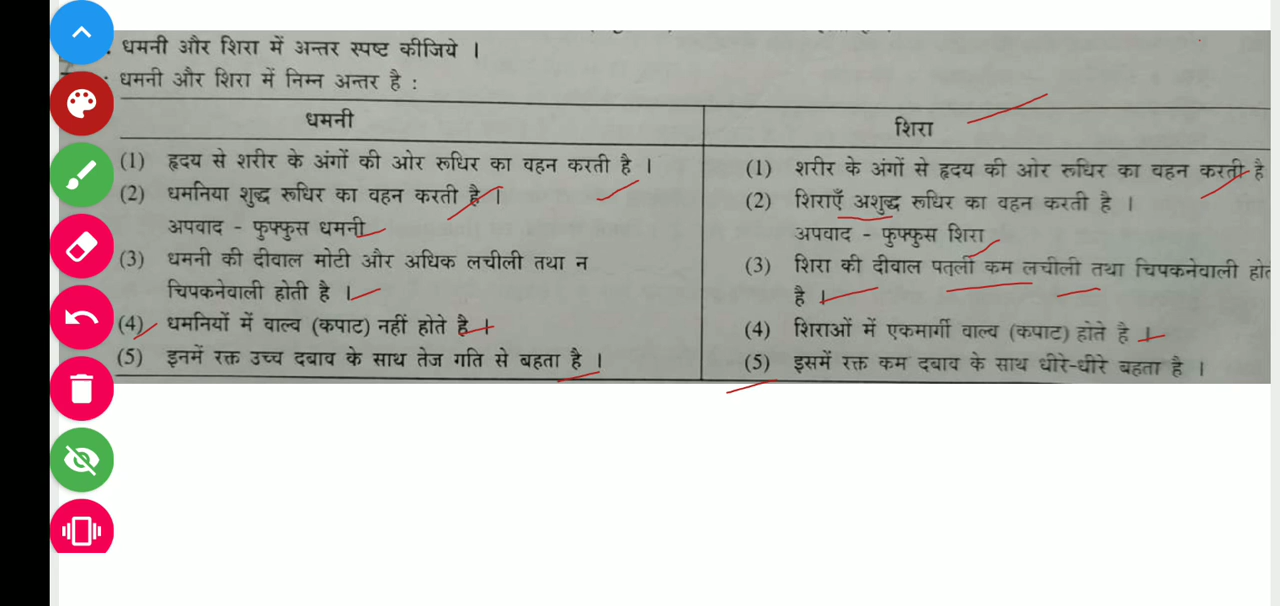 धमनी और शिरा में अन्तर स्पष्ट कीजिये ।
धमनी और शिरा में निम्न अन्तर है :
धमनी
(1) हृदय से शरीर के अंगों की ओर रूधिर का वहन करती है ।
(2) धमनिया शुद्ध रूधिर का वहन करती है ।
अपवाद - फुफ्फुस धमनी
(3) धमनी की दीवाल मोटी और अधिक लचीली तथा न
चिपकनेवाली होती है ।
(4) धमनियों में वाल्व (कपाट) नहीं होते है ।
(5) इनमें रक्त उच्च दबाव के साथ तेज गति से बहता है ।
शिरा
(1) शरीर के अंगों से हृदय की ओर रूधिर का वहन करती है
(2) शिराएँ अशुद्ध रूधिर का वहन करती है ।
अपवाद - फुफ्फुस शिरा
(3) शिरा की दीवाल पतली कम लचीली तथा चिपकनेवाली
है ।
(4) शिराओं में एकमार्गी वाल्व (कपाट) होते है ।
(5) इसमें रक्त कम दबाव के साथ धीरे-धीरे बहता है ।